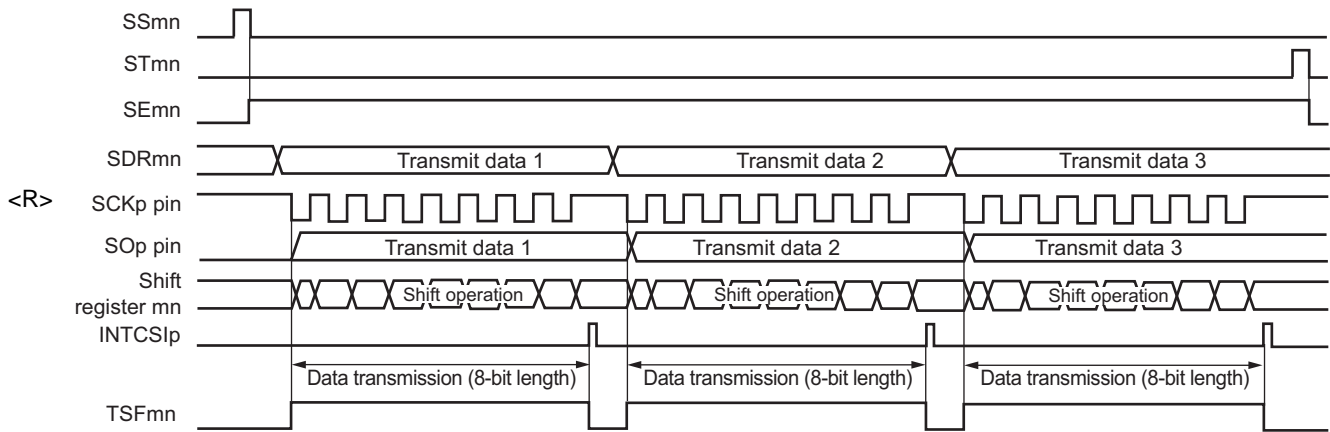 SSmn
STmn
SEmn
SDRmn Transmit data 1 Transmit data 2 Transmit data 3
<R> SCKp pin
SOp pin Transmit data 1 Transmit data 2 Transmit data 3
Shift
register mn Shift operation Shift operation Shift operation
INTCSIp
Data transmission (8-bit length) Data transmission (8-bit length) Data transmission (8-bit length)
TSFmn